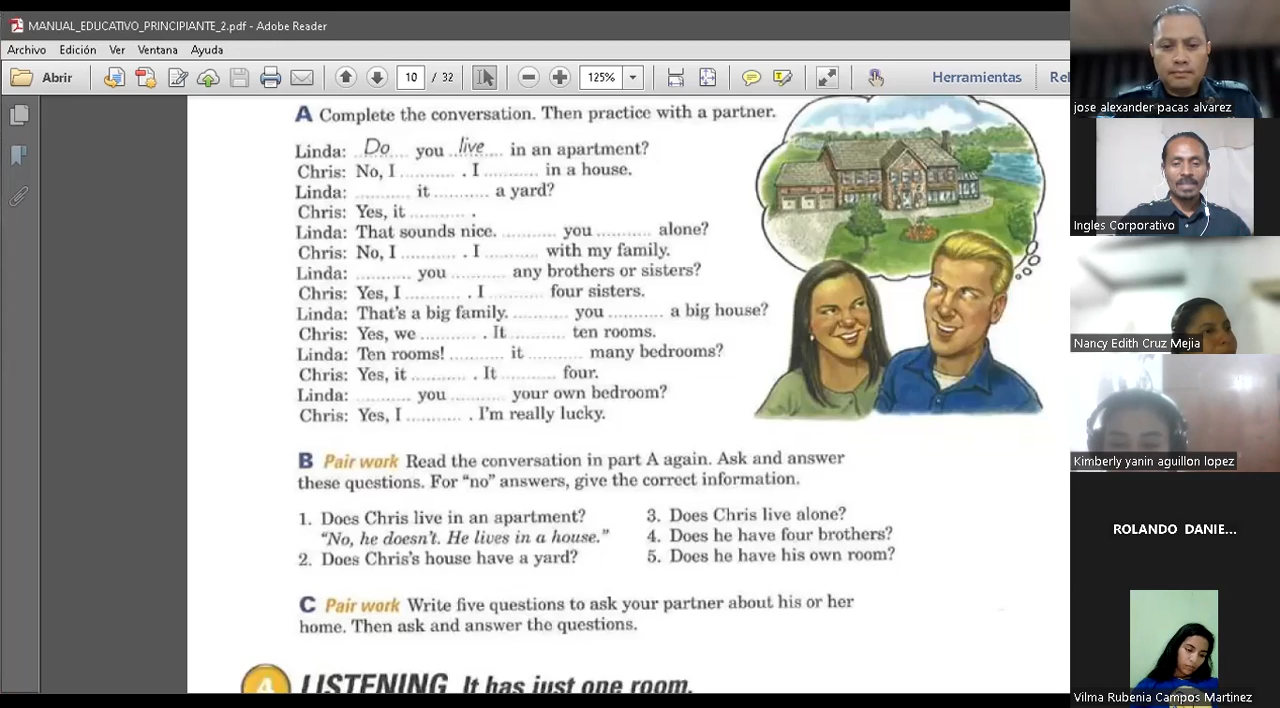 MANUAL_EDUCATIVO_PRINCIPIANTE_2.pdf - Adobe Reader
Archivo Edición Ver Ventana Ayuda
Abrir 10 / 32 125% Herramientas
A Complete the conversation. Then practice with a partner.
Linda: Do you live in an apartment?
Chris: No, I .......... . I .......... in a house.
Linda: .......... it .......... a yard?
Chris: Yes, it .......... .
Linda: That sounds nice. .......... you .......... alone?
Chris: No, I .......... . I .......... with my family.
Linda: .......... you .......... any brothers or sisters?
Chris: Yes, I .......... . I .......... four sisters.
Linda: That's a big family. .......... you .......... a big house?
Chris: Yes, we .......... . It .......... ten rooms.
Linda: Ten rooms! .......... it .......... many bedrooms?
Chris: Yes, it .......... . It .......... four.
Linda: .......... you .......... your own bedroom?
Chris: Yes, I .......... . I'm really lucky.
B Pair work Read the conversation in part A again. Ask and answer
these questions. For "no" answers, give the correct information.
1. Does Chris live in an apartment?
"No, he doesn't. He lives in a house."
2. Does Chris's house have a yard?
3. Does Chris live alone?
4. Does he have four brothers?
5. Does he have his own room?
C Pair work Write five questions to ask your partner about his or her
home. Then ask and answer the questions.
4 LISTENING It has just one room.
jose alexander pacas alvarez
Ingles Corporativo
Nancy Edith Cruz Mejia
Kimberly yanin aguillon lopez
ROLANDO DANIE...
Vilma Rubenia Campos Martinez